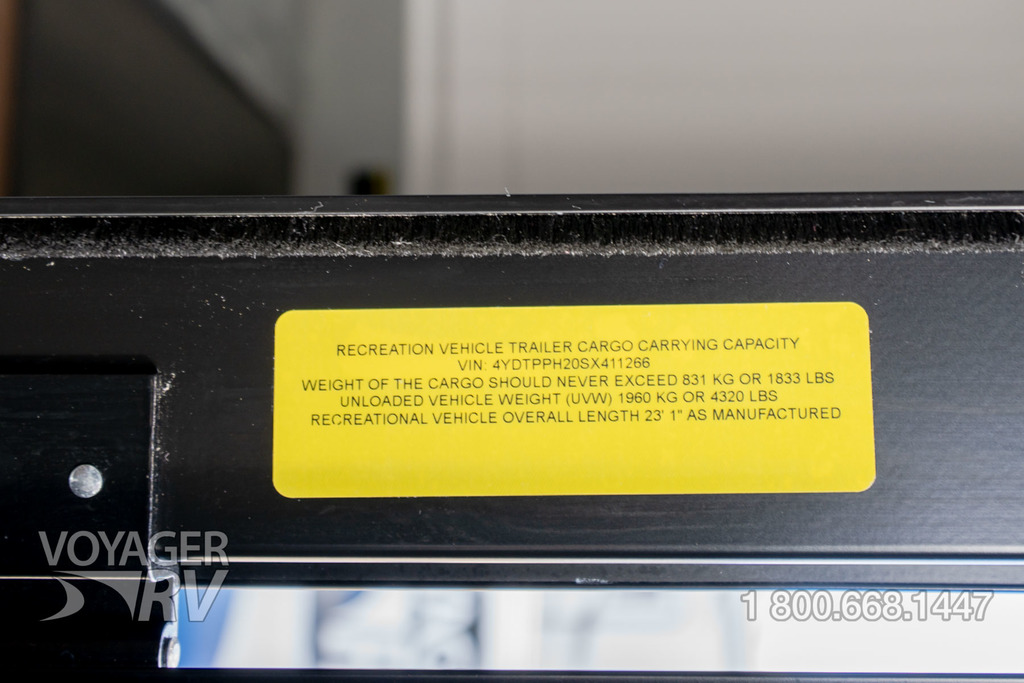 RECREATION VEHICLE TRAILER CARGO CARRYING CAPACITY
VIN: 4YDTPPH20SX411266
WEIGHT OF THE CARGO SHOULD NEVER EXCEED 831 KG OR 1833 LBS
UNLOADED VEHICLE WEIGHT (UVW) 1960 KG OR 4320 LBS
RECREATIONAL VEHICLE OVERALL LENGTH 23' 1" AS MANUFACTURED
VOYAGER
RV
1 800.668.1447